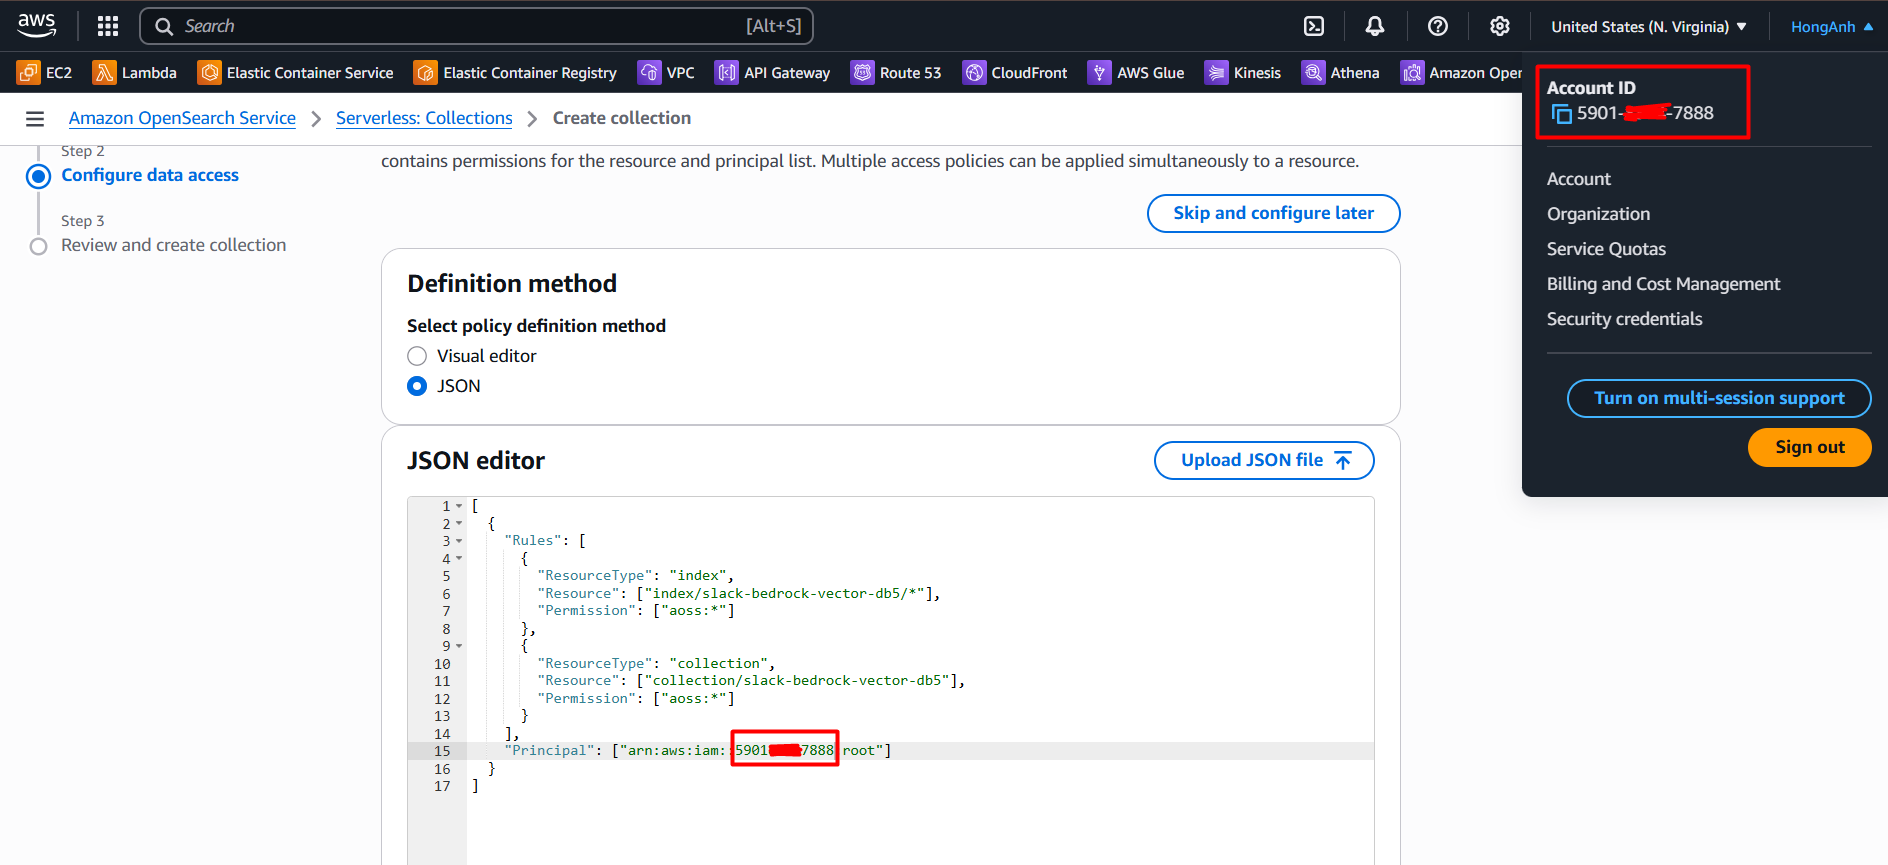 aws
Search
[Alt+S]
United States (N. Virginia)
HongAnh
EC2
Lambda
Elastic Container Service
Elastic Container Registry
VPC
API Gateway
Route 53
CloudFront
AWS Glue
Kinesis
Athena
Amazon Oper
Amazon OpenSearch Service
Serverless: Collections
Create collection
Step 2
Configure data access
Step 3
Review and create collection
contains permissions for the resource and principal list. Multiple access policies can be applied simultaneously to a resource.
Skip and configure later
Definition method
Select policy definition method
Visual editor
JSON
JSON editor
Upload JSON file
1 [
2 {
3 "Rules": [
4 {
5 "ResourceType": "index",
6 "Resource": ["index/slack-bedrock-vector-db5/*"],
7 "Permission": ["aoss:*"]
8 },
9 {
10 "ResourceType": "collection",
11 "Resource": ["collection/slack-bedrock-vector-db5"],
12 "Permission": ["aoss:*"]
13 }
14 ],
15 "Principal": ["arn:aws:iam::5901 7888 root"]
16 }
17 ]
Account ID
5901- -7888
Account
Organization
Service Quotas
Billing and Cost Management
Security credentials
Turn on multi-session support
Sign out